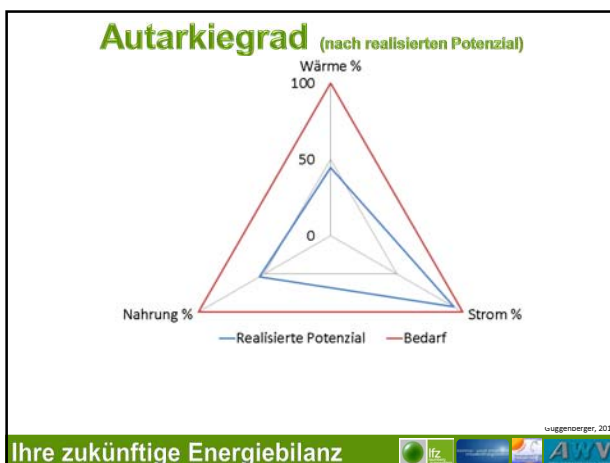 Autarkiegrad (nach realisierten Potenzial)
Wärme %
100
50
0
Nahrung %
Strom %
Realisierte Potenzial
Bedarf
Guggenberger, 201
Ihre zukünftige Energiebilanz
lfz
AWV